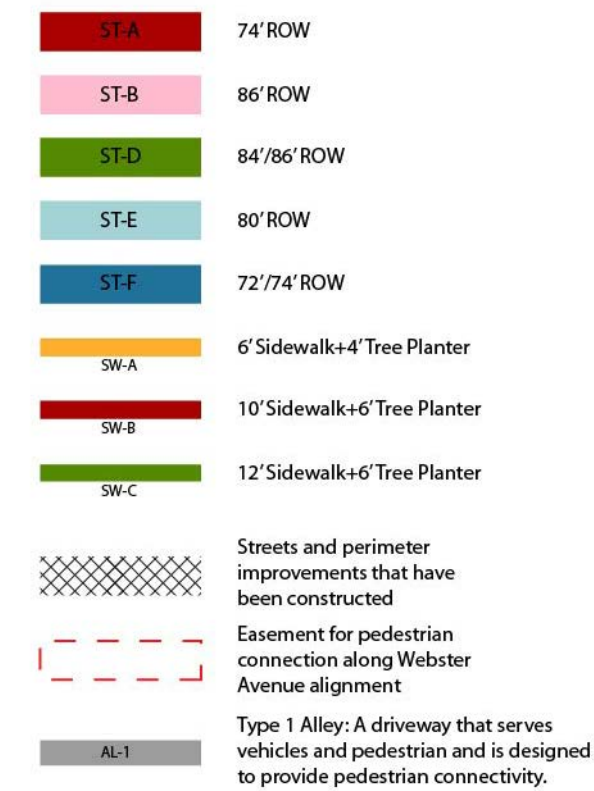 ST-A 74' ROW
ST-B 86' ROW
ST-D 84'/86' ROW
ST-E 80' ROW
ST-F 72'/74' ROW
6' Sidewalk+4' Tree Planter
SW-A
10' Sidewalk+6' Tree Planter
SW-B
12' Sidewalk+6' Tree Planter
SW-C
Streets and perimeter
improvements that have
been constructed
Easement for pedestrian
connection along Webster
Avenue alignment
Type 1 Alley: A driveway that serves
AL-1 vehicles and pedestrian and is designed
to provide pedestrian connectivity.